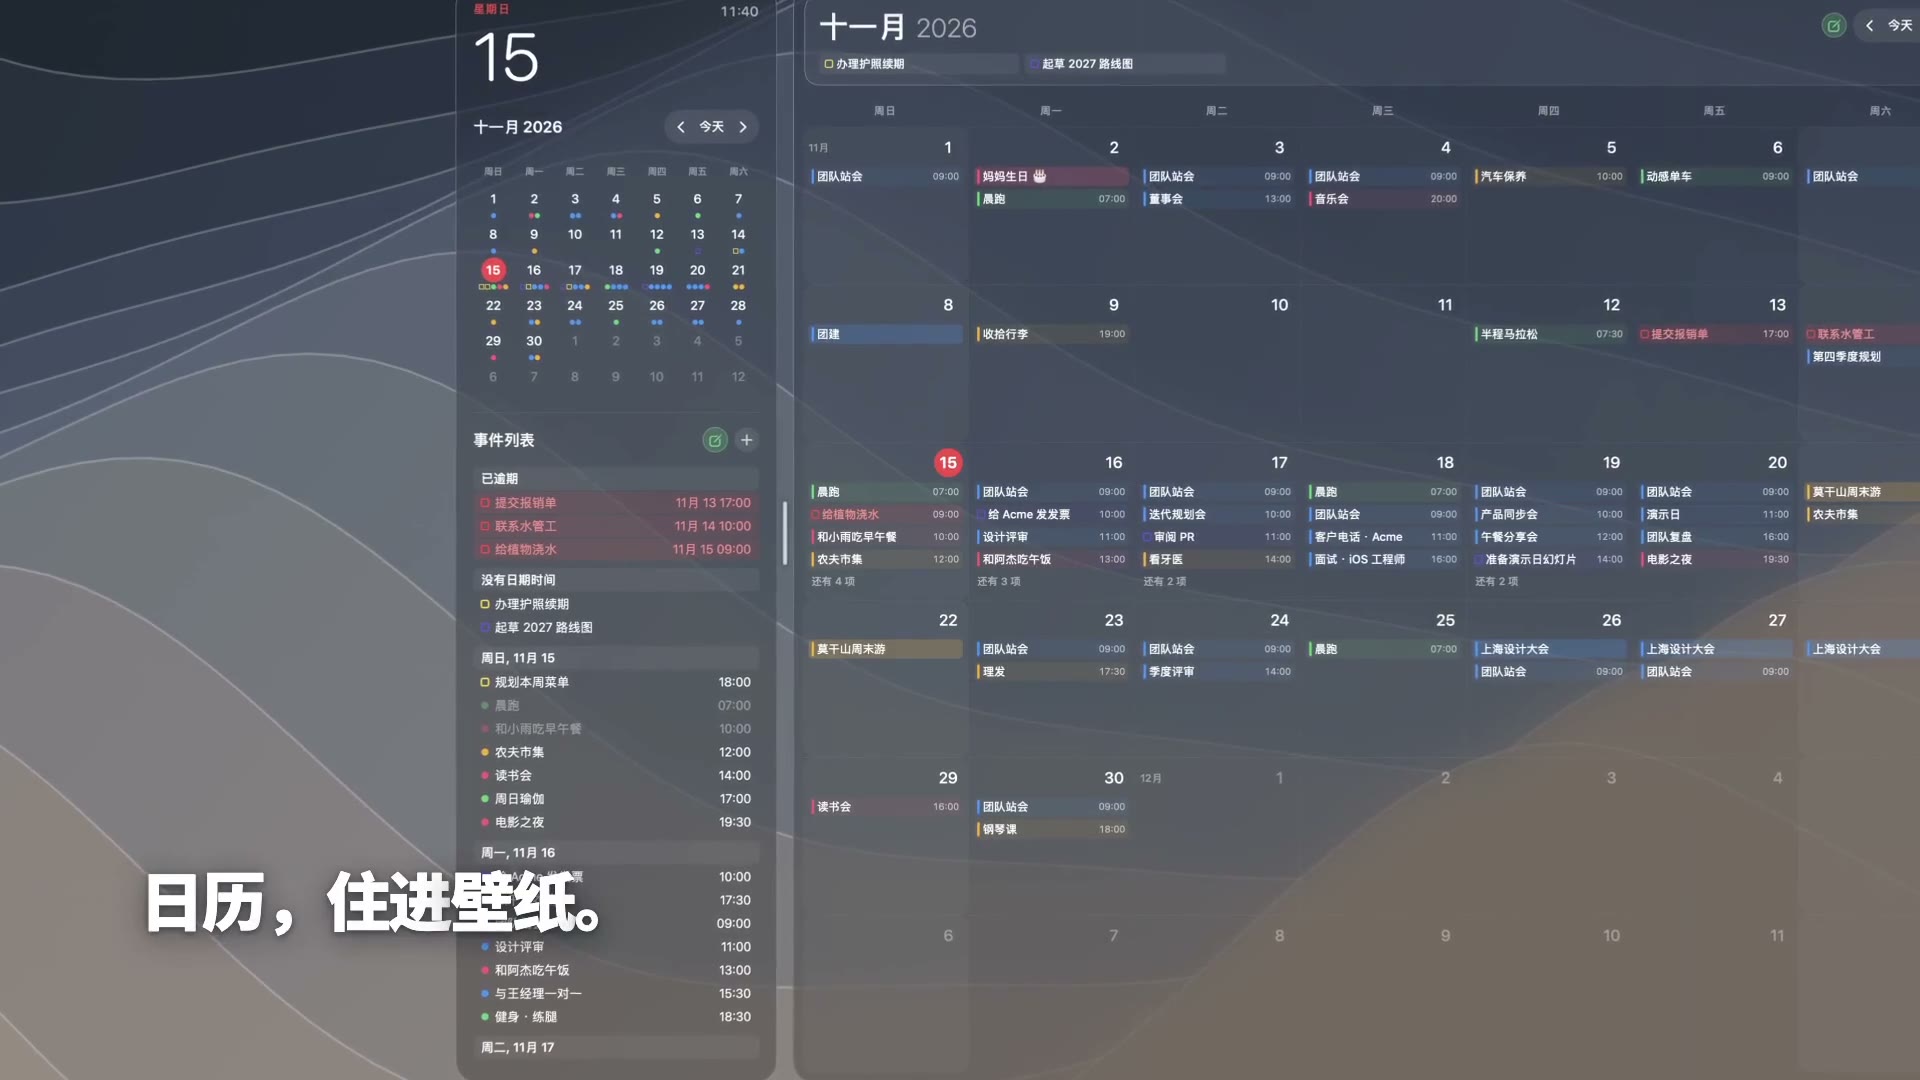 星期日
11:40
15
十一月 2026
今天
周日 周一 周二 周三 周四 周五 周六
1 2 3 4 5 6 7
8 9 10 11 12 13 14
15 16 17 18 19 20 21
22 23 24 25 26 27 28
29 30 1 2 3 4 5
6 7 8 9 10 11 12
事件列表
已逾期
提交报销单 11月 13 17:00
联系水管工 11月 14 10:00
给植物浇水 11月 15 09:00
没有日期时间
办理护照续期
起草 2027 路线图
周日, 11月 15
规划本周菜单 18:00
晨跑 07:00
和小雨吃早午餐 10:00
农夫市集 12:00
读书会 14:00
周日瑜伽 17:00
电影之夜 19:30
周一, 11月 16
10:00
17:30
09:00
设计评审 11:00
和阿杰吃午饭 13:00
与王经理一对一 15:30
健身 · 练腿 18:30
周二, 11月 17
日历，住进壁纸。
十一月 2026
今天
办理护照续期 起草 2027 路线图
周日 周一 周二 周三 周四 周五 周六
11月 1 2 3 4 5 6
团队站会 09:00 妈妈生日 团队站会 09:00 团队站会 09:00 汽车保养 10:00 动感单车 09:00 团队站会
晨跑 07:00 董事会 13:00 音乐会 20:00
8 9 10 11 12 13
团建 收拾行李 19:00 半程马拉松 07:30 提交报销单 17:00 联系水管工
第四季度规划
15 16 17 18 19 20
晨跑 07:00 团队站会 09:00 团队站会 09:00 晨跑 07:00 团队站会 09:00 团队站会 09:00 莫干山周末游
给植物浇水 09:00 给 Acme 发发票 10:00 迭代规划会 10:00 团队站会 09:00 产品同步会 10:00 演示日 11:00 农夫市集
和小雨吃早午餐 10:00 设计评审 11:00 审阅 PR 11:00 客户电话 · Acme 11:00 午餐分享会 12:00 团队复盘 16:00
农夫市集 12:00 和阿杰吃午饭 13:00 看牙医 14:00 面试 · iOS 工程师 16:00 准备演示日幻灯片 14:00 电影之夜 19:30
还有 4 项 还有 3 项 还有 2 项 还有 2 项
22 23 24 25 26 27
莫干山周末游 团队站会 09:00 团队站会 09:00 晨跑 07:00 上海设计大会 上海设计大会 上海设计大会
理发 17:30 季度评审 14:00 团队站会 09:00 团队站会 09:00
29 30 12月 1 2 3 4
读书会 16:00 团队站会 09:00
钢琴课 18:00
6 7 8 9 10 11